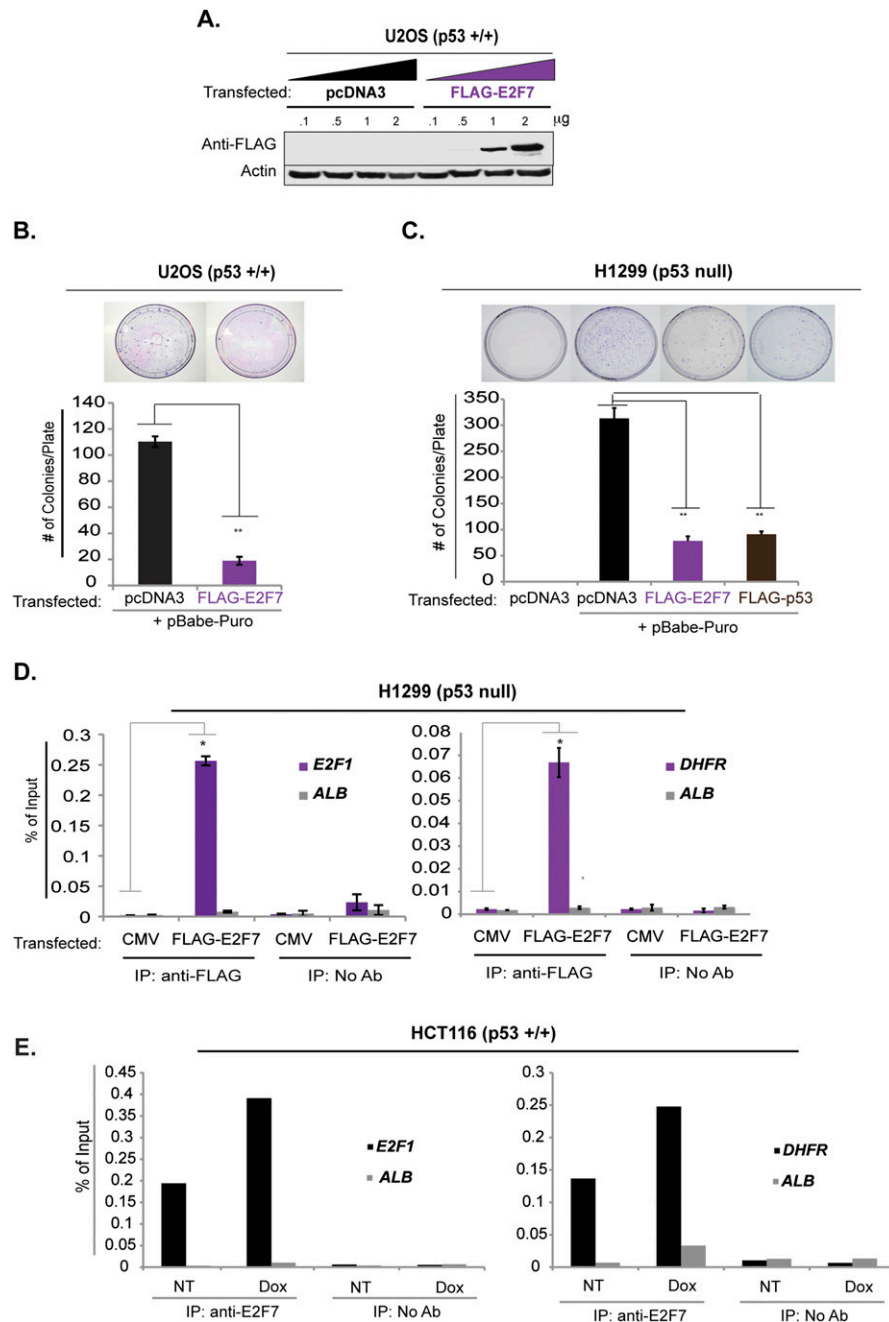 A.
U2OS (p53 +/+)
Transfected: pcDNA3 FLAG-E2F7
.1 .5 1 2 .1 .5 1 2 µg
Anti-FLAG
Actin
B.
U2OS (p53 +/+)
# of Colonies/Plate
140
120
100
80
60
40
20
0
**
Transfected: pcDNA3 FLAG-E2F7
+ pBabe-Puro
C.
H1299 (p53 null)
# of Colonies/Plate
350
300
250
200
150
100
50
0
** **
Transfected: pcDNA3 pcDNA3 FLAG-E2F7 FLAG-p53
+ pBabe-Puro
D.
H1299 (p53 null)
% of Input
0.3
0.25
0.2
0.15
0.1
0.05
0
*
E2F1
ALB
Transfected: CMV FLAG-E2F7 CMV FLAG-E2F7
IP: anti-FLAG IP: No Ab
0.08
0.07
0.06
0.05
0.04
0.03
0.02
0.01
0
*
DHFR
ALB
CMV FLAG-E2F7 CMV FLAG-E2F7
IP: anti-FLAG IP: No Ab
E.
HCT116 (p53 +/+)
% of Input
0.45
0.4
0.35
0.3
0.25
0.2
0.15
0.1
0.05
0
E2F1
ALB
NT Dox NT Dox
IP: anti-E2F7 IP: No Ab
0.3
0.25
0.2
0.15
0.1
0.05
0
DHFR
ALB
NT Dox NT Dox
IP: anti-E2F7 IP: No Ab